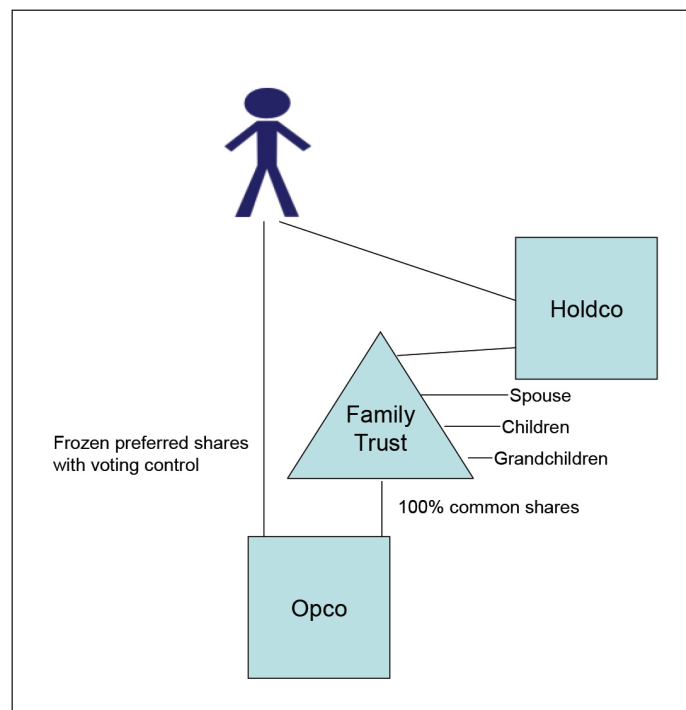 Holdco
Spouse
Family
Trust
Children
Grandchildren
Frozen preferred shares
with voting control
100% common shares
Opco